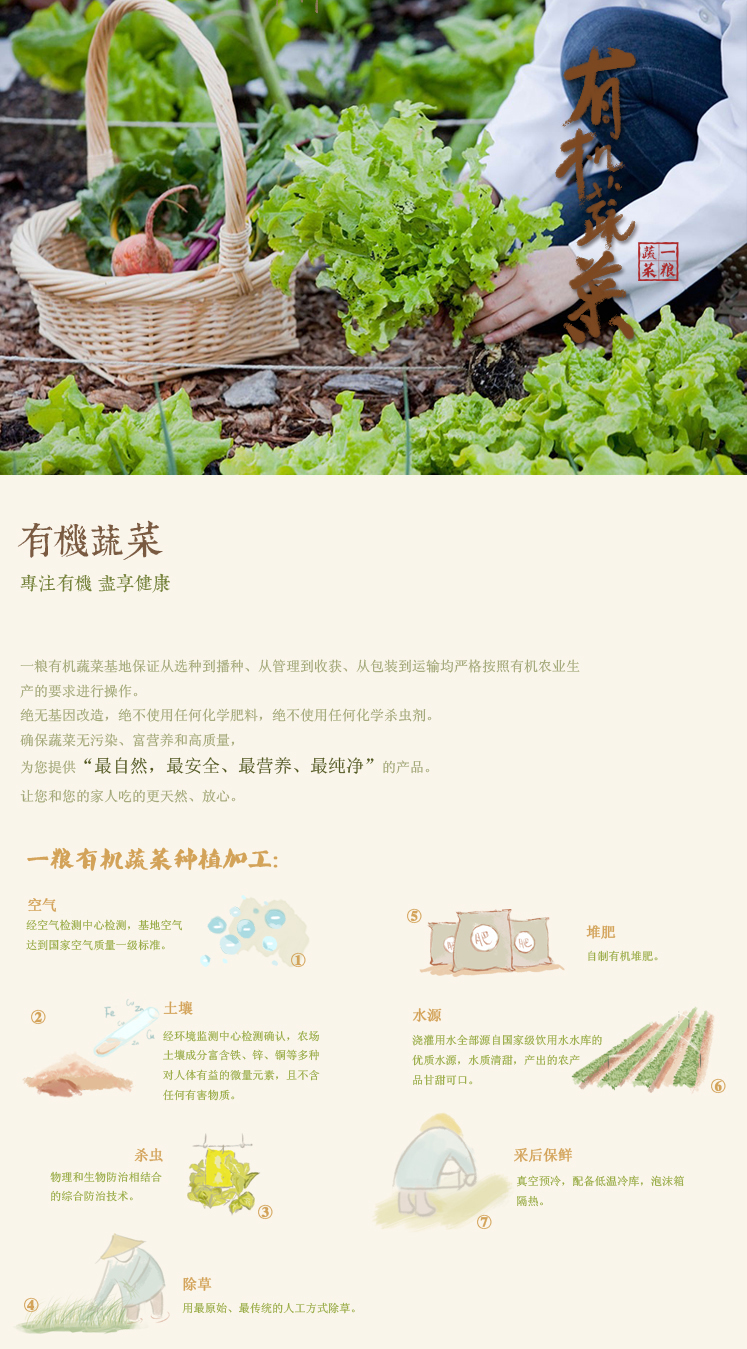 有机蔬菜
一粮
蔬菜
有機蔬菜
專注有機 盡享健康
一粮有机蔬菜基地保证从选种到播种、从管理到收获、从包装到运输均严格按照有机农业生
产的要求进行操作。
绝无基因改造，绝不使用任何化学肥料，绝不使用任何化学杀虫剂。
确保蔬菜无污染、富营养和高质量，
为您提供“最自然，最安全、最营养、最纯净”的产品。
让您和您的家人吃的更天然、放心。
一粮有机蔬菜种植加工：
空气
经空气检测中心检测，基地空气
达到国家空气质量一级标准。
①
②
Fe
Zn
土壤
经环境监测中心检测确认，农场
土壤成分富含铁、锌、铜等多种
对人体有益的微量元素，且不含
任何有害物质。
杀虫
物理和生物防治相结合
的综合防治技术。
③
④
除草
用最原始、最传统的人工方式除草。
⑤
肥
堆肥
自制有机堆肥。
水源
浇灌用水全部源自国家级饮用水水库的
优质水源，水质清甜，产出的农产
品甘甜可口。
⑥
采后保鲜
真空预冷，配备低温冷库，泡沫箱
隔热。
⑦